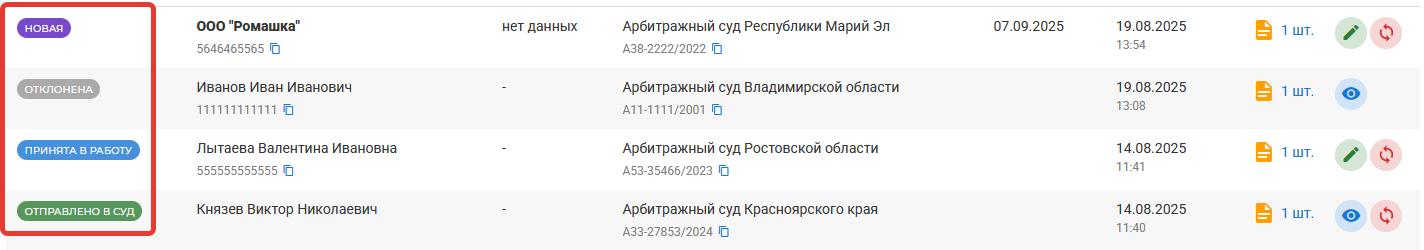 НОВАЯ ООО "Ромашка" нет данных Арбитражный суд Республики Марий Эл 07.09.2025 19.08.2025 1 шт.
5646465565 А38-2222/2022 13:54
ОТКЛОНЕНА Иванов Иван Иванович - Арбитражный суд Владимирской области 19.08.2025 1 шт.
111111111111 А11-1111/2001 13:08
ПРИНЯТА В РАБОТУ Лытаева Валентина Ивановна - Арбитражный суд Ростовской области 14.08.2025 1 шт.
555555555555 А53-35466/2023 11:41
ОТПРАВЛЕНО В СУД Князев Виктор Николаевич - Арбитражный суд Красноярского края 14.08.2025 1 шт.
А33-27853/2024 11:40